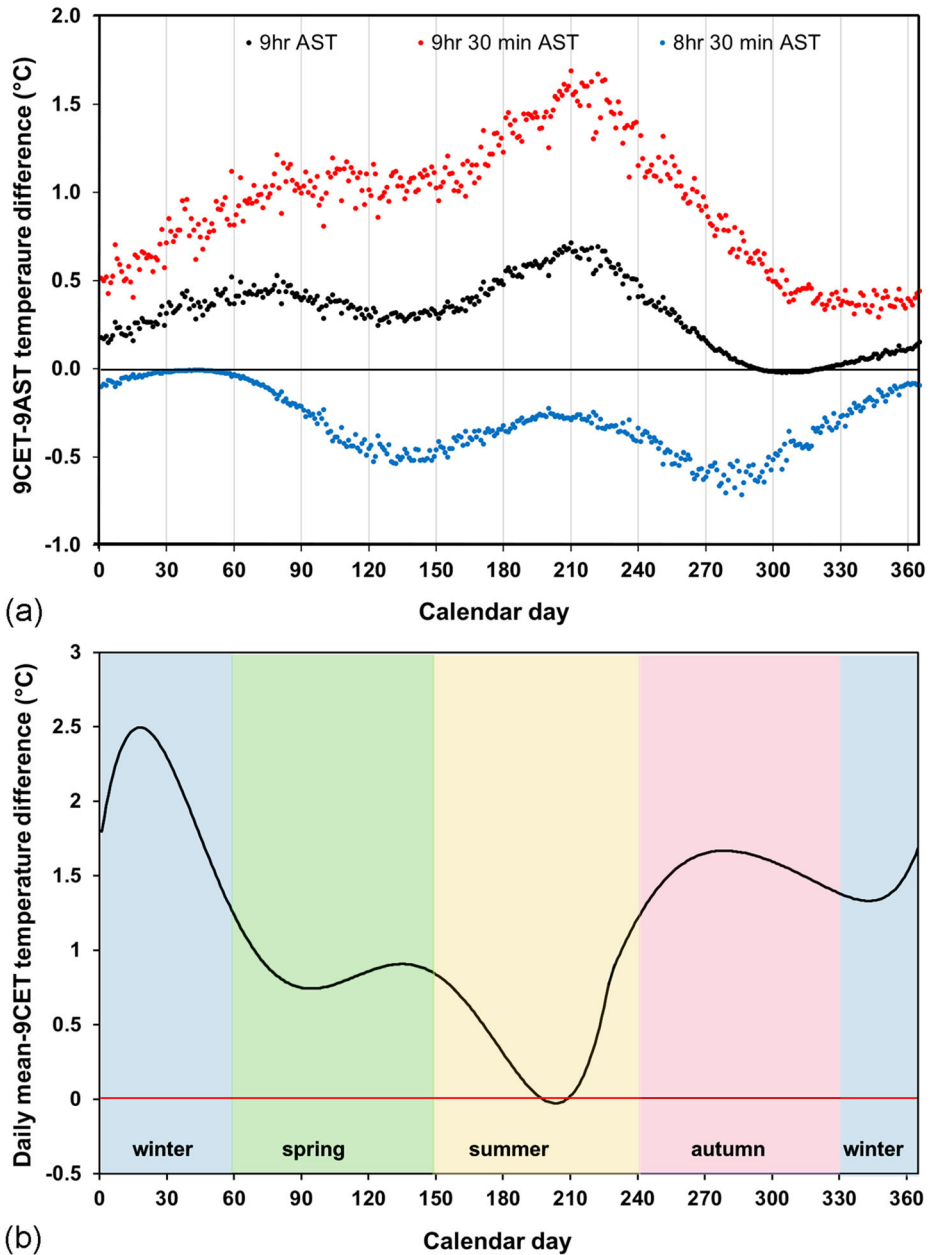 2.0
9hr AST 9hr 30 min AST 8hr 30 min AST
1.5
1.0
0.5
0.0
-0.5
-1.0
9CET-9AST temperaure difference (°C)
0 30 60 90 120 150 180 210 240 270 300 330 360
Calendar day
(a)
3
2.5
2
1.5
1
0.5
0
-0.5
Daily mean-9CET temperature difference (°C)
winter spring summer autumn winter
0 30 60 90 120 150 180 210 240 270 300 330 360
Calendar day
(b)